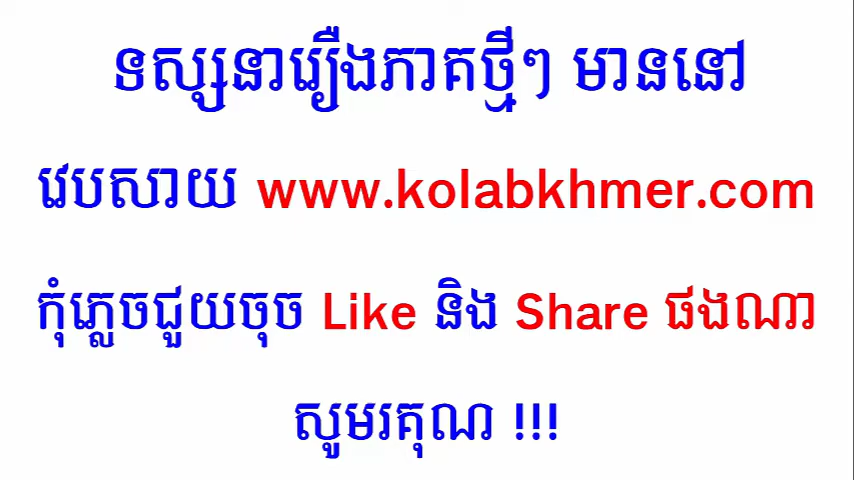 ទស្សនារឿងភាគថ្មីៗ មាននៅ
វេបសាយ www.kolabkhmer.com
កុំភ្លេចជួយចុច Like និង Share ផងណា
សូមរគុណ !!!